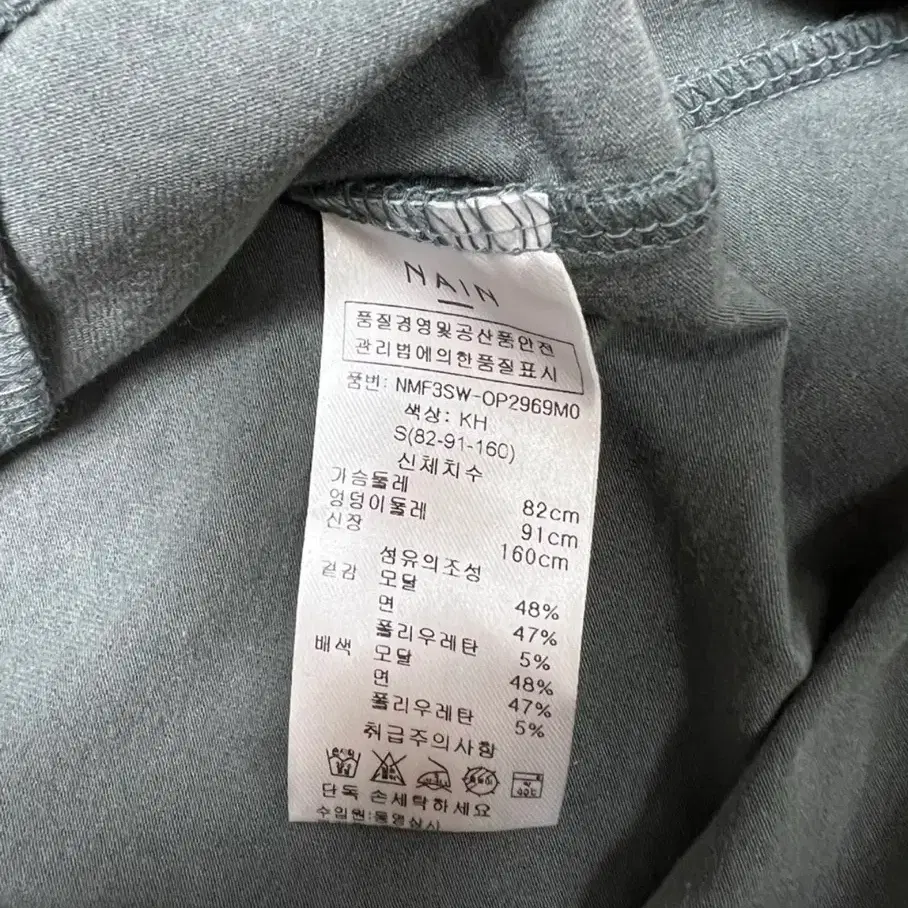 NAIN
품질경영및공산품안전
관리법에의한품질표시
품번: NMF3SW-OP2969M0
색상: KH
S(82-91-160)
신체치수
가슴둘레 82cm
엉덩이둘레 91cm
신장 160cm
섬유의조성
겉감 모달 48%
면 47%
폴리우레탄 5%
배색 모달 48%
면 47%
폴리우레탄 5%
취급주의사항
단독 손세탁하세요
수입원: